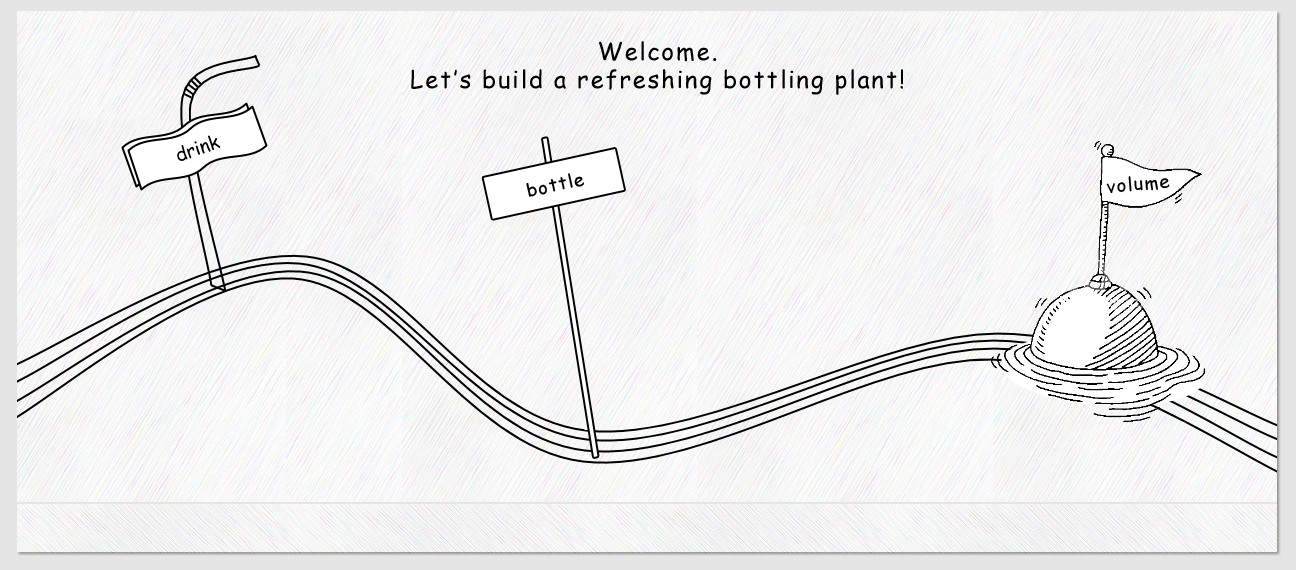 Welcome.
Let's build a refreshing bottling plant!
drink
bottle
volume